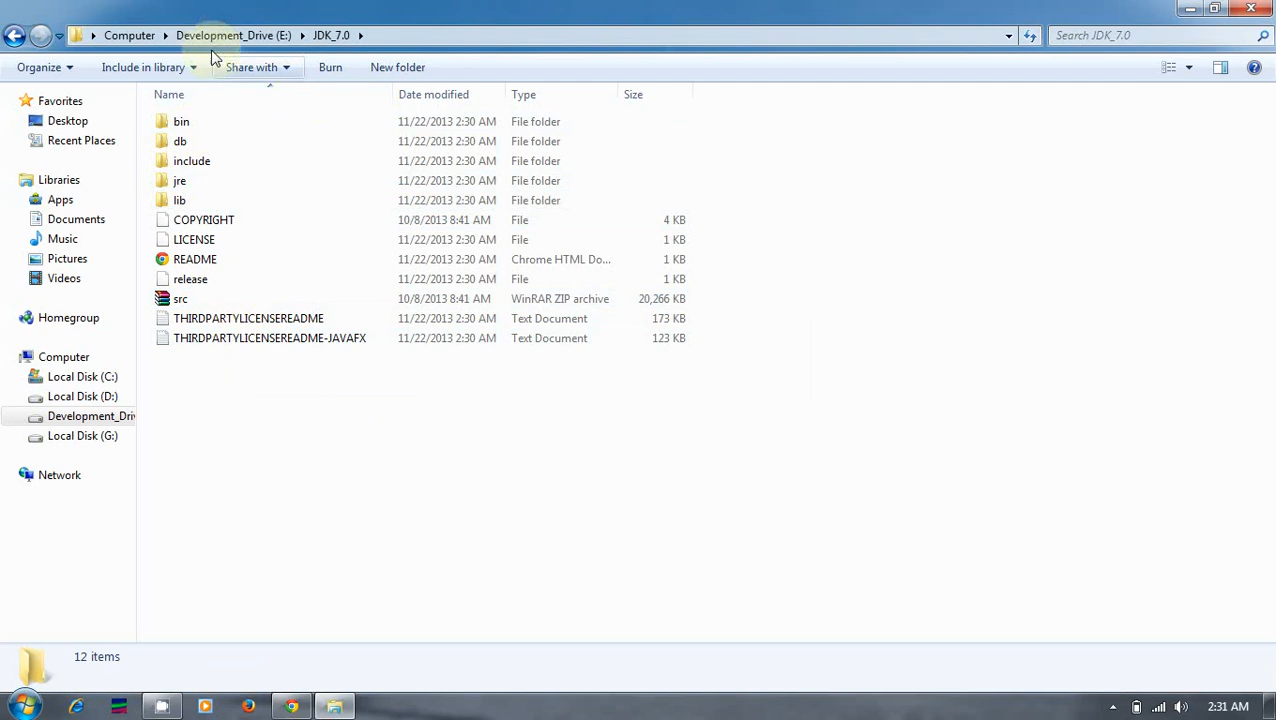 Computer Development_Drive (E:) JDK_7.0 Search JDK_7.0
Organize Include in library Share with Burn New folder
Name Date modified Type Size
Favorites
Desktop
Recent Places
Libraries
Apps
Documents
Music
Pictures
Videos
Homegroup
Computer
Local Disk (C:)
Local Disk (D:)
Development_Driv
Local Disk (G:)
Network
bin 11/22/2013 2:30 AM File folder
db 11/22/2013 2:30 AM File folder
include 11/22/2013 2:30 AM File folder
jre 11/22/2013 2:30 AM File folder
lib 11/22/2013 2:30 AM File folder
COPYRIGHT 10/8/2013 8:41 AM File 4 KB
LICENSE 11/22/2013 2:30 AM File 1 KB
README 11/22/2013 2:30 AM Chrome HTML Do... 1 KB
release 11/22/2013 2:30 AM File 1 KB
src 10/8/2013 8:41 AM WinRAR ZIP archive 20,266 KB
THIRDPARTYLICENSEREADME 11/22/2013 2:30 AM Text Document 173 KB
THIRDPARTYLICENSEREADME-JAVAFX 11/22/2013 2:30 AM Text Document 123 KB
12 items
2:31 AM